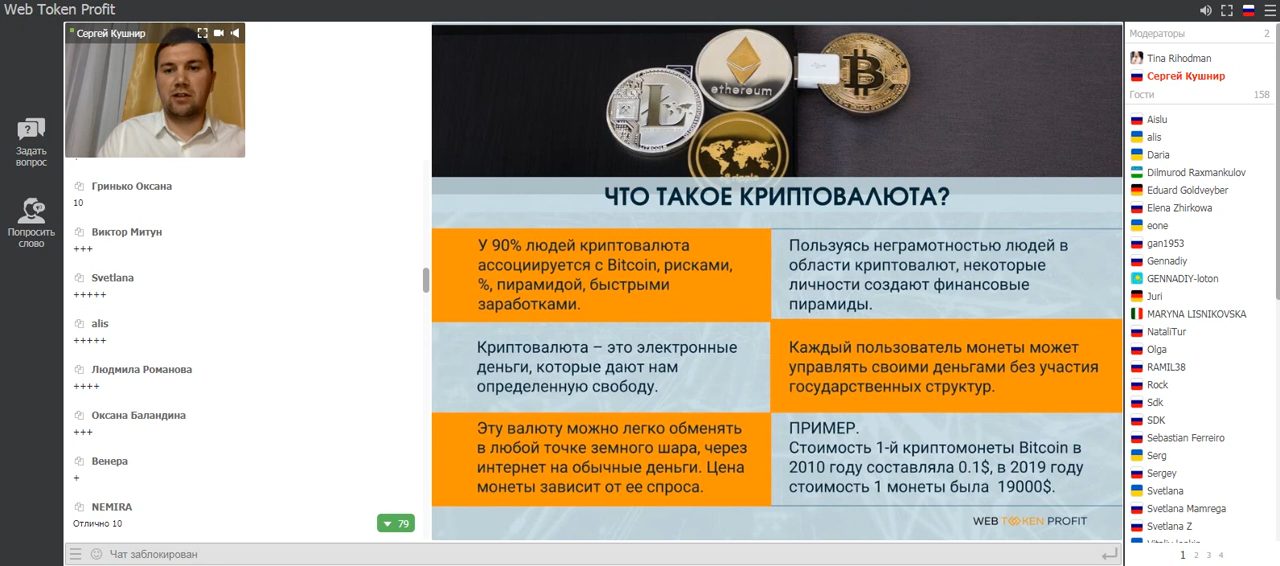 Web Token Profit
Сергей Кушнир
Задать
вопрос
Попросить
слово
Гринько Оксана
10
Виктор Митун
+++
Svetlana
+++++
alis
+++++
Людмила Романова
++++
Оксана Баландина
+++
Венера
+
NEMIRA
Отлично 10
79
Чат заблокирован
ethereum
ЧТО ТАКОЕ КРИПТОВАЛЮТА?
У 90% людей криптовалюта
ассоциируется с Bitcoin, рисками,
%, пирамидой, быстрыми
заработками.
Пользуясь неграмотностью людей в
области криптовалют, некоторые
личности создают финансовые
пирамиды.
Криптовалюта – это электронные
деньги, которые дают нам
определенную свободу.
Каждый пользователь монеты может
управлять своими деньгами без участия
государственных структур.
Эту валюту можно легко обменять
в любой точке земного шара, через
интернет на обычные деньги. Цена
монеты зависит от ее спроса.
ПРИМЕР.
Стоимость 1-й криптомонеты Bitcoin в
2010 году составляла 0.1$, в 2019 году
стоимость 1 монеты была 19000$.
WEB TOKEN PROFIT
Модераторы 2
Tina Rihodman
Сергей Кушнир
Гости 158
Aislu
alis
Daria
Dilmurod Raxmankulov
Eduard Goldveyber
Elena Zhirkowa
eone
gan1953
Gennadiy
GENNADIY-loton
Juri
MARYNA LISNIKOVSKA
NataliTur
Olga
RAMIL38
Rock
Sdk
SDK
Sebastian Ferreiro
Serg
Sergey
Svetlana
Svetlana Mamrega
Svetlana Z
1 2 3 4